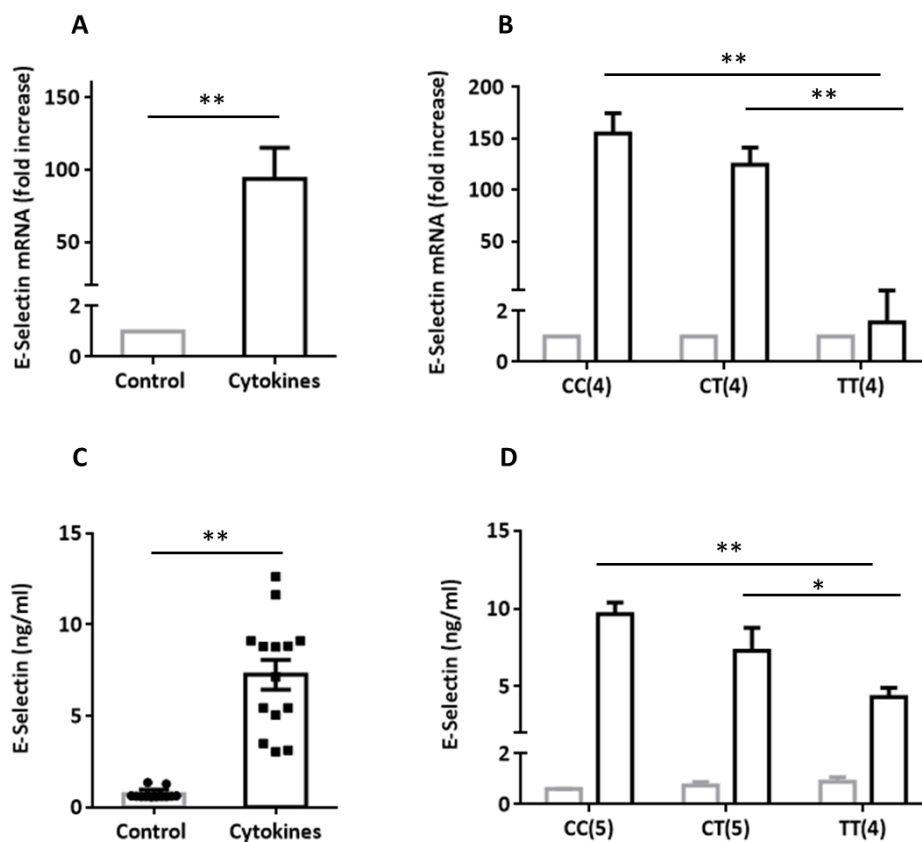 A
E-Selectin mRNA (fold increase)
150
100
50
2
0
**
Control
Cytokines
B
E-Selectin mRNA (fold increase)
200
150
100
50
2
0
**
**
CC(4)
CT(4)
TT(4)
C
E-Selectin (ng/ml)
15
10
5
0
**
Control
Cytokines
D
E-Selectin (ng/ml)
15
10
5
2
0
**
*
CC(5)
CT(5)
TT(4)